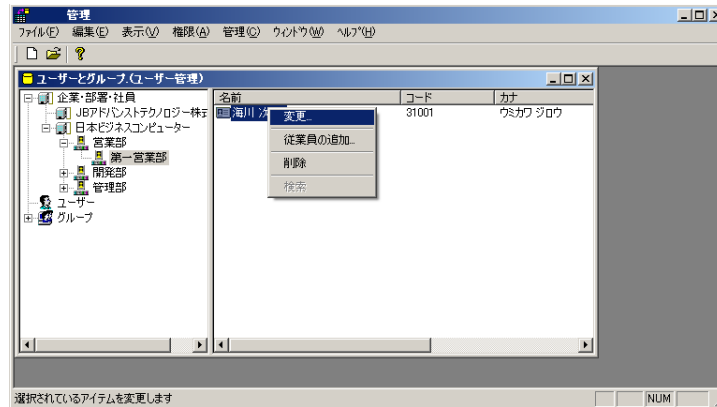 管理
ファイル(F) 編集(E) 表示(V) 権限(A) 管理(C) ウィンドウ(W) ヘルプ(H)
ユーザーとグループ.(ユーザー管理)
企業・部署・社員
JBアドバンストテクノロジー株式
日本ビジネスコンピューター
営業部
第一営業部
開発部
管理部
ユーザー
グループ
名前 コード カナ
海川 31001 ウミカワ ジロウ
変更...
従業員の追加...
削除
検索
選択されているアイテムを変更します NUM